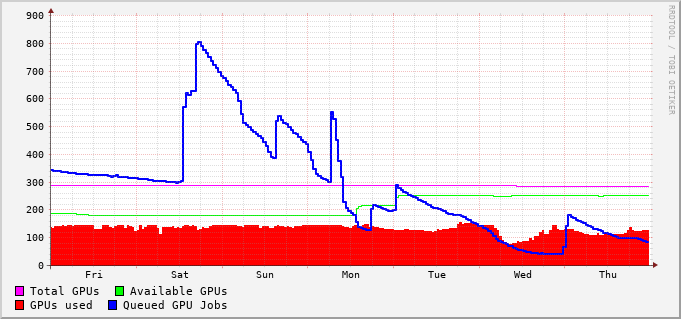 900
800
700
600
500
400
300
200
100
0
Fri Sat Sun Mon Tue Wed Thu
Total GPUs Available GPUs
GPUs used Queued GPU Jobs
RRDTOOL / TOBI OETIKER